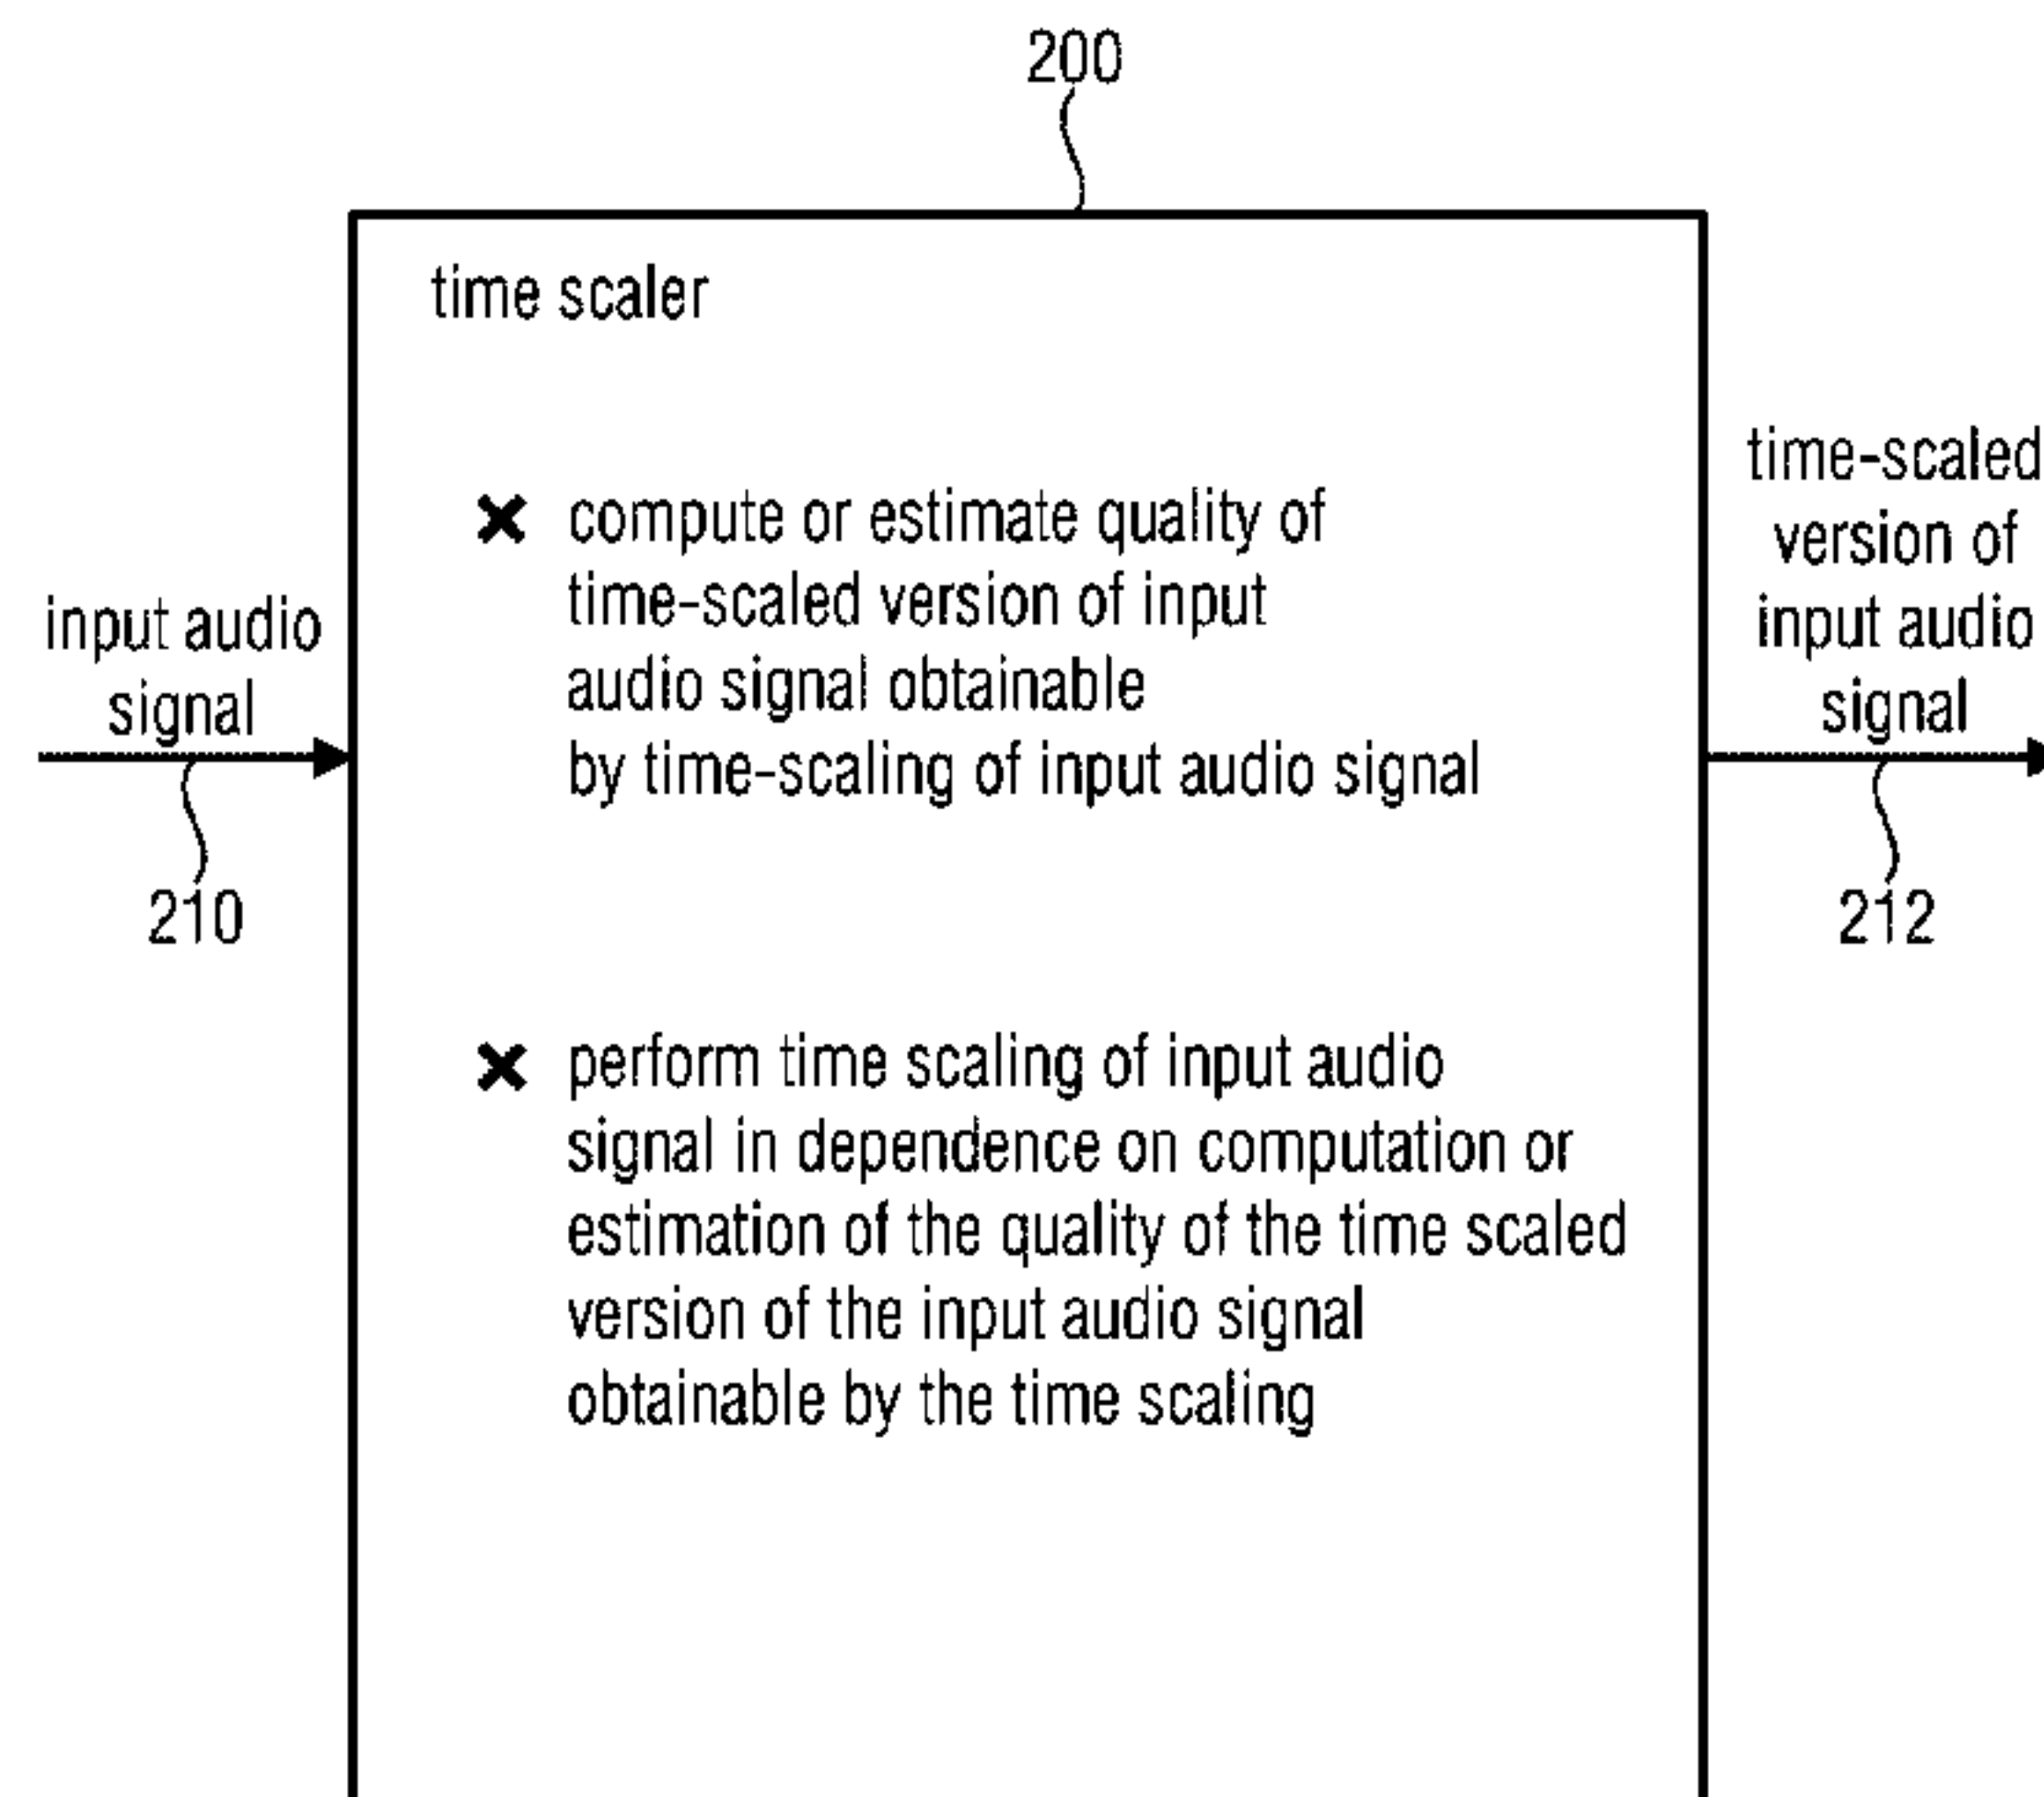 200
time scaler
compute or estimate quality of
time-scaled version of input
audio signal obtainable
by time-scaling of input audio signal
perform time scaling of input audio
signal in dependence on computation or
estimation of the quality of the time scaled
version of the input audio signal
obtainable by the time scaling
input audio
signal
210
time-scaled
version of
input audio
signal
212